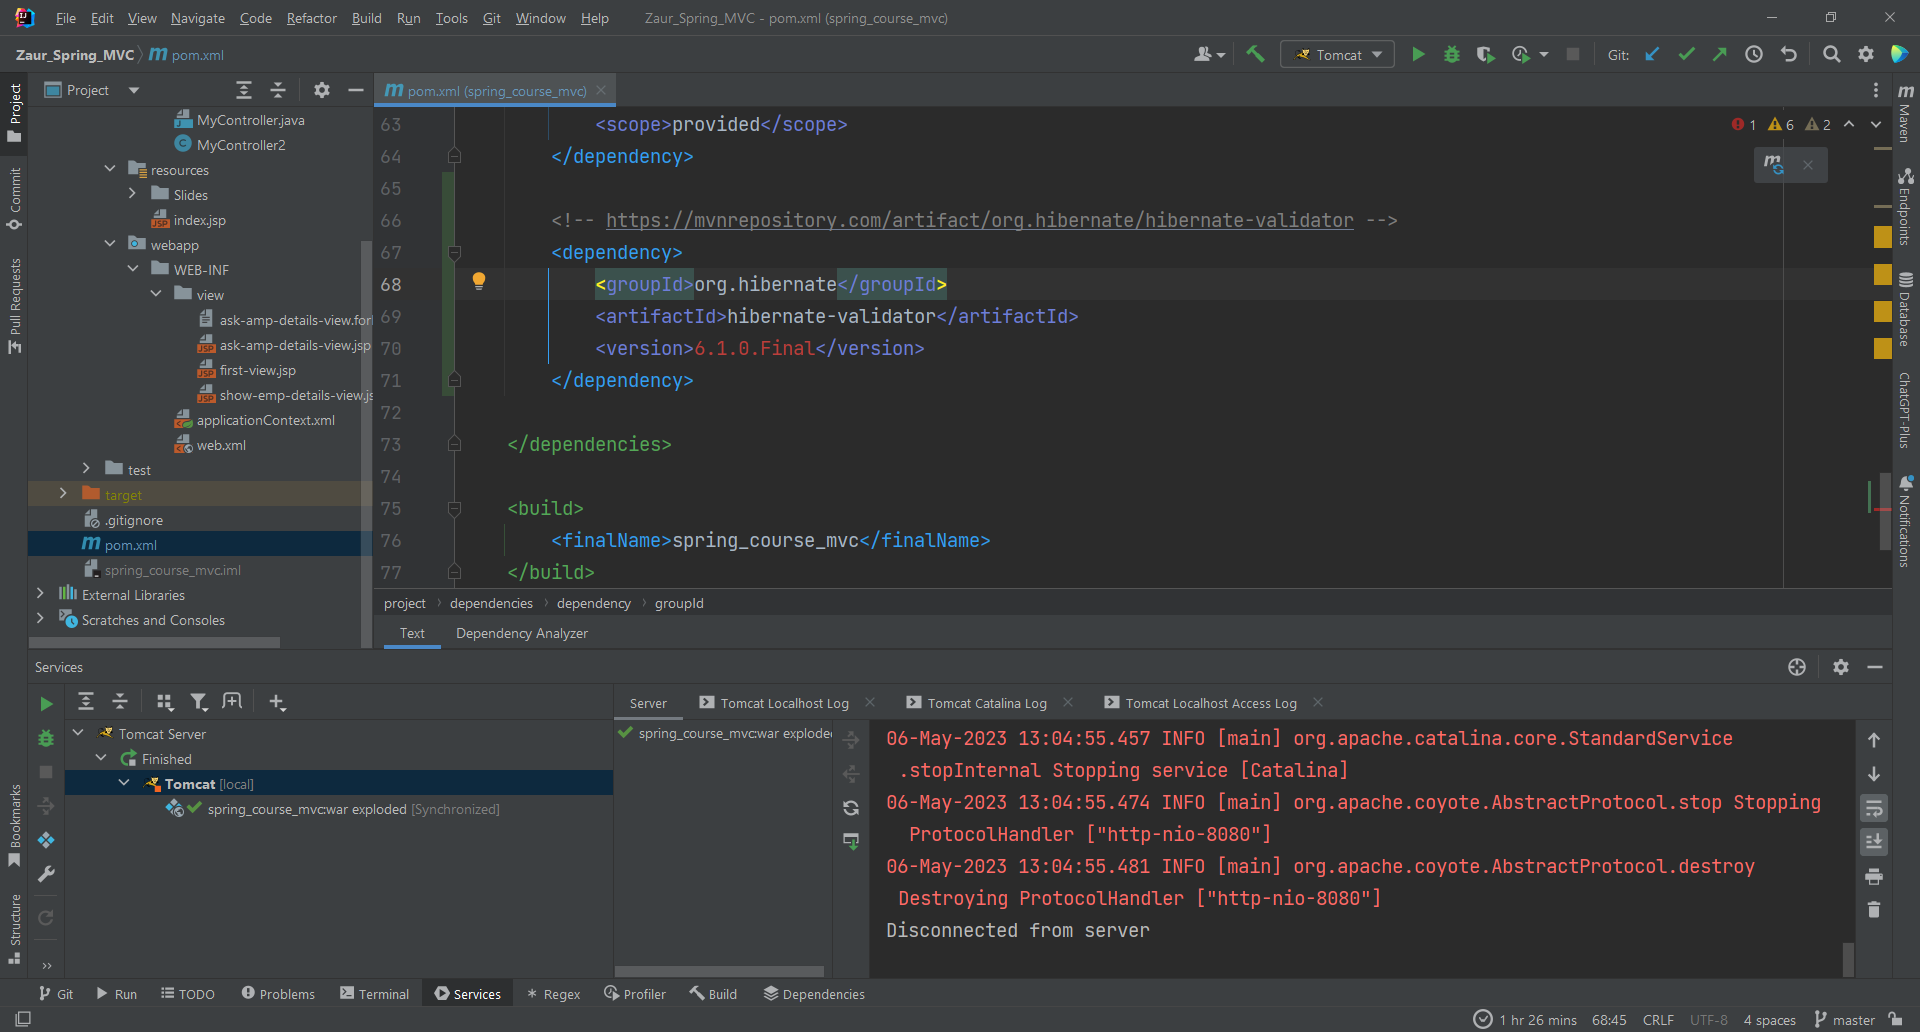 File Edit View Navigate Code Refactor Build Run Tools Git Window Help Zaur_Spring_MVC - pom.xml (spring_course_mvc)
Zaur_Spring_MVC m pom.xml Tomcat Git:
Project
MyController.java
MyController2
resources
Slides
index.jsp
webapp
WEB-INF
view
ask-amp-details-view.for
ask-amp-details-view.jsp
first-view.jsp
show-emp-details-view.js
applicationContext.xml
web.xml
test
target
.gitignore
m pom.xml
spring_course_mvc.iml
External Libraries
Scratches and Consoles
m pom.xml (spring_course_mvc)
1 6 2
63 <scope>provided</scope>
64 </dependency>
65
66 <!-- https://mvnrepository.com/artifact/org.hibernate/hibernate-validator -->
67 <dependency>
68 <groupId>org.hibernate</groupId>
69 <artifactId>hibernate-validator</artifactId>
70 <version>6.1.0.Final</version>
71 </dependency>
72
73 </dependencies>
74
75 <build>
76 <finalName>spring_course_mvc</finalName>
77 </build>
project dependencies dependency groupId
Text Dependency Analyzer
Project
Commit
Pull Requests
Bookmarks
Structure
m Maven
Endpoints
Database
ChatGPT-Plus
Notifications
Services
Tomcat Server
Finished
Tomcat [local]
spring_course_mvc:war exploded [Synchronized]
Server Tomcat Localhost Log Tomcat Catalina Log Tomcat Localhost Access Log
spring_course_mvc:war explode
06-May-2023 13:04:55.457 INFO [main] org.apache.catalina.core.StandardService
.stopInternal Stopping service [Catalina]
06-May-2023 13:04:55.474 INFO [main] org.apache.coyote.AbstractProtocol.stop Stopping
ProtocolHandler ["http-nio-8080"]
06-May-2023 13:04:55.481 INFO [main] org.apache.coyote.AbstractProtocol.destroy
Destroying ProtocolHandler ["http-nio-8080"]
Disconnected from server
Git Run TODO Problems Terminal Services Regex Profiler Build Dependencies
1 hr 26 mins 68:45 CRLF UTF-8 4 spaces master